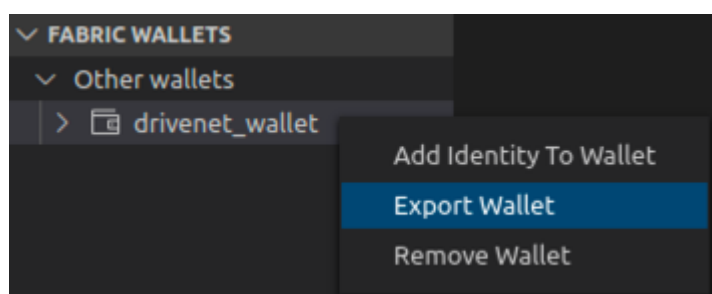 FABRIC WALLETS
Other wallets
drivenet_wallet
Add Identity To Wallet
Export Wallet
Remove Wallet